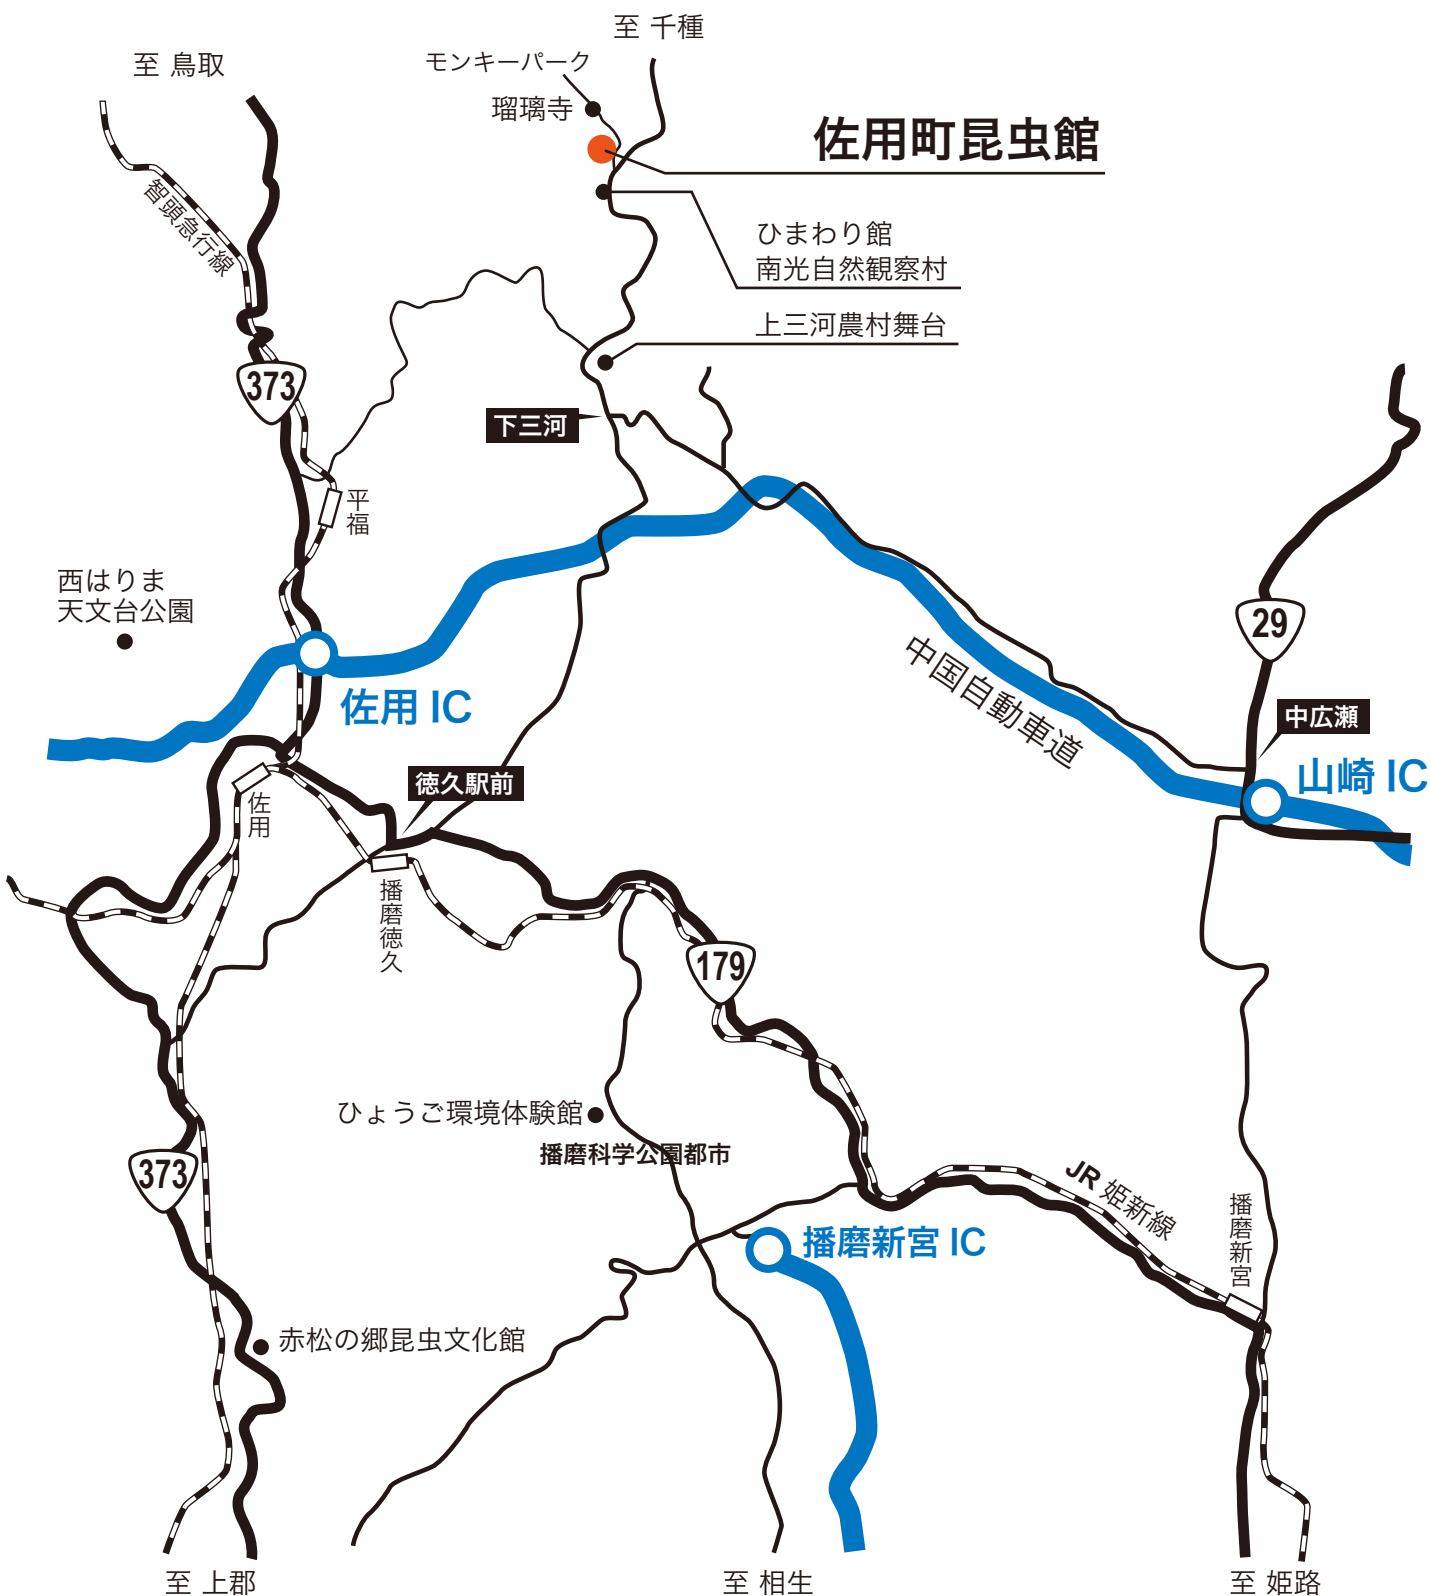 至 千種
モンキーパーク
至 鳥取
瑠璃寺
佐用町昆虫館
智頭急行線
ひまわり館
南光自然観察村
上三河農村舞台
373
下三河
平福
西はりま
天文台公園
29
中国自動車道
佐用 IC
中広瀬
山崎 IC
徳久駅前
佐用
播磨徳久
179
ひょうご環境体験館
播磨科学公園都市
373
JR 姫新線
播磨新宮
播磨新宮 IC
赤松の郷昆虫文化館
至 上郡
至 相生
至 姫路